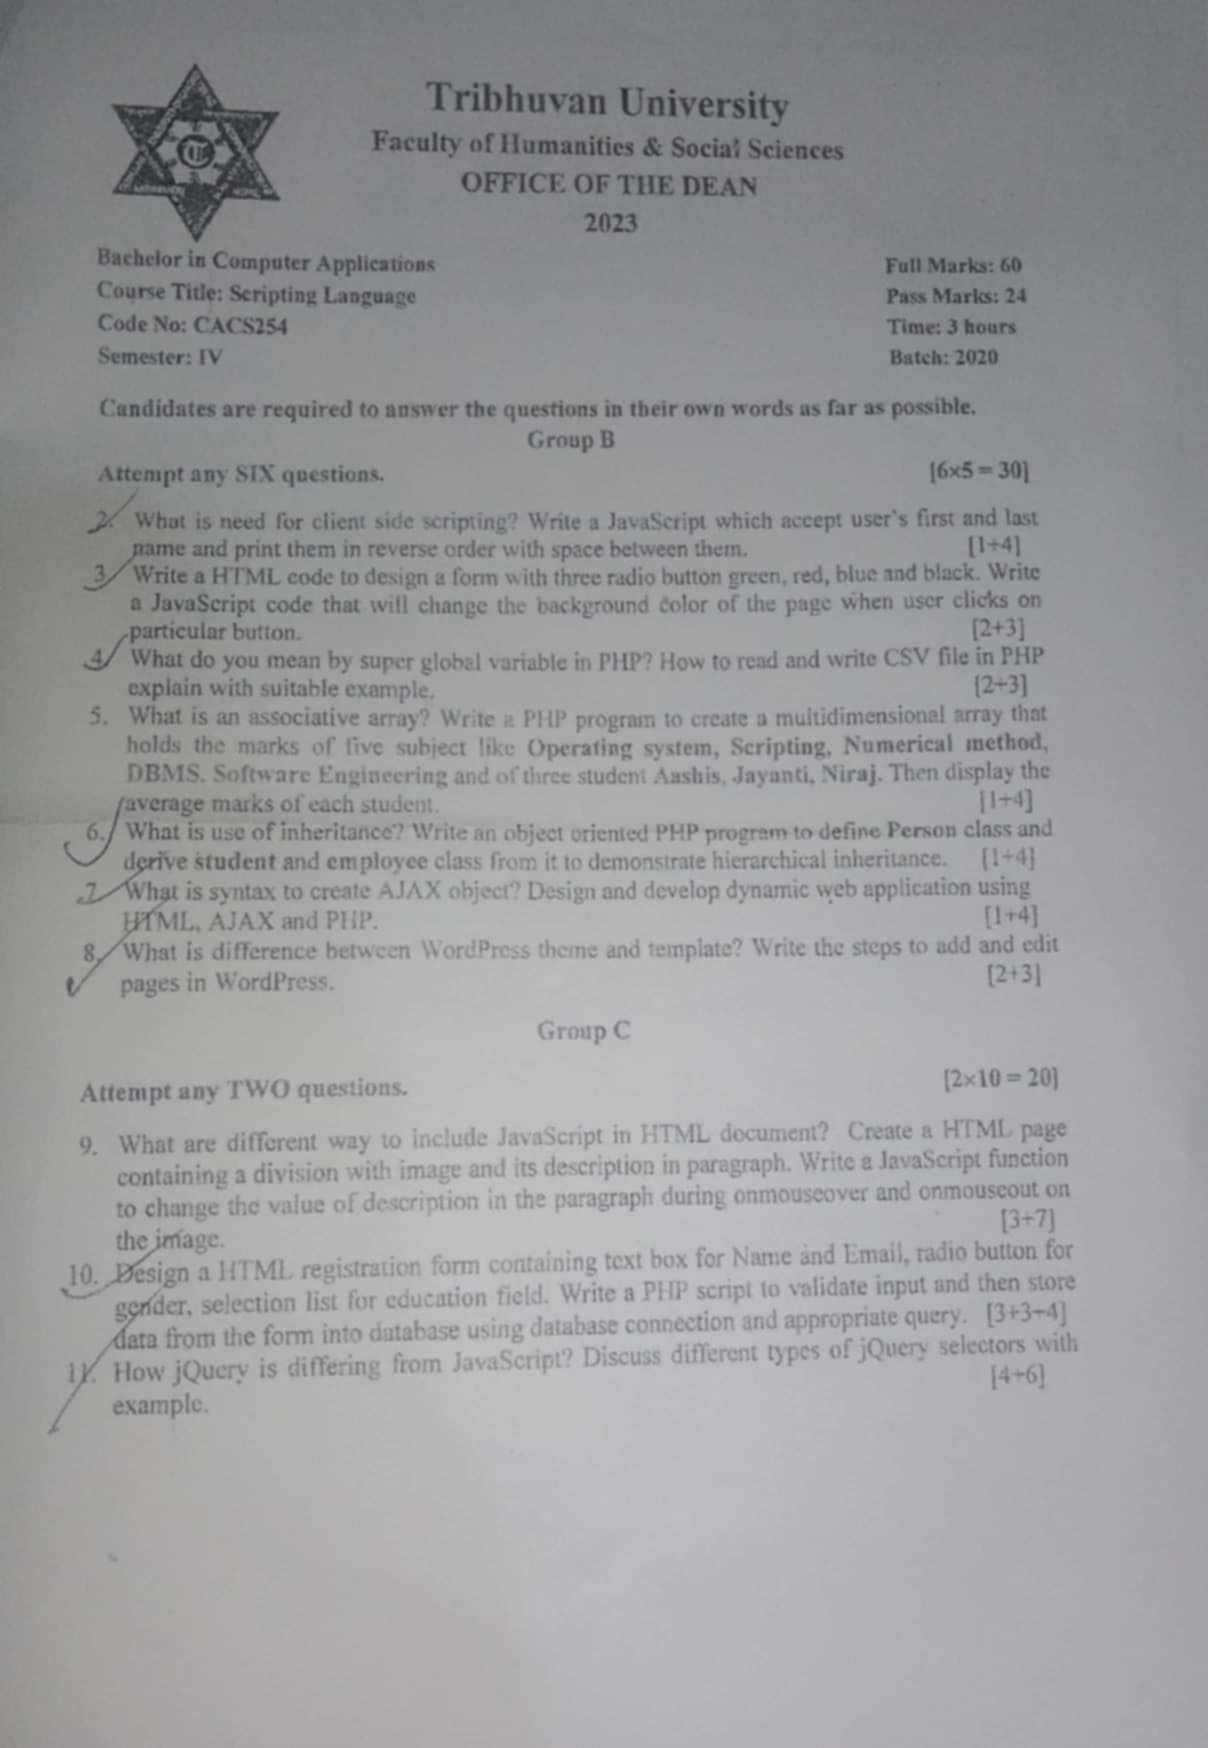 Tribhuvan University
Faculty of Humanities & Social Sciences
OFFICE OF THE DEAN
2023
Bachelor in Computer Applications
Course Title: Scripting Language
Code No: CACS254
Semester: IV
Full Marks: 60
Pass Marks: 24
Time: 3 hours
Batch: 2020
Candidates are required to answer the questions in their own words as far as possible.
Group B
Attempt any SIX questions. [6×5 = 30]
2. What is need for client side scripting? Write a JavaScript which accept user's first and last
name and print them in reverse order with space between them. [1+4]
3. Write a HTML code to design a form with three radio button green, red, blue and black. Write
a JavaScript code that will change the background color of the page when user clicks on
particular button. [2+3]
4. What do you mean by super global variable in PHP? How to read and write CSV file in PHP
explain with suitable example. [2+3]
5. What is an associative array? Write a PHP program to create a multidimensional array that
holds the marks of five subject like Operating system, Scripting, Numerical method,
DBMS, Software Engineering and of three student Aashis, Jayanti, Niraj. Then display the
average marks of each student. [1+4]
6. What is use of inheritance? Write an object oriented PHP program to define Person class and
derive student and employee class from it to demonstrate hierarchical inheritance. [1+4]
7. What is syntax to create AJAX object? Design and develop dynamic web application using
HTML, AJAX and PHP. [1+4]
8. What is difference between WordPress theme and template? Write the steps to add and edit
pages in WordPress. [2+3]
Group C
Attempt any TWO questions. [2×10 = 20]
9. What are different way to include JavaScript in HTML document? Create a HTML page
containing a division with image and its description in paragraph. Write a JavaScript function
to change the value of description in the paragraph during onmouseover and onmouseout on
the image. [3+7]
10. Design a HTML registration form containing text box for Name and Email, radio button for
gender, selection list for education field. Write a PHP script to validate input and then store
data from the form into database using database connection and appropriate query. [3+3+4]
11. How jQuery is differing from JavaScript? Discuss different types of jQuery selectors with
example. [4+6]